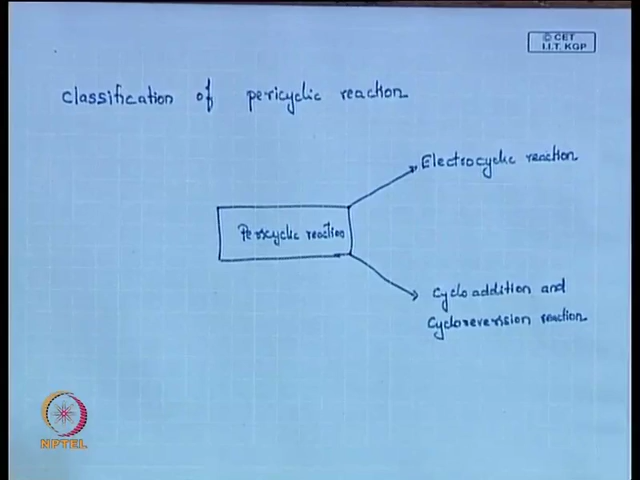 © CET
I.I.T. KGP
Classification of pericyclic reaction
Electrocyclic reaction
Pericyclic reaction
Cycloaddition and
Cycloreversion reaction
NPTEL